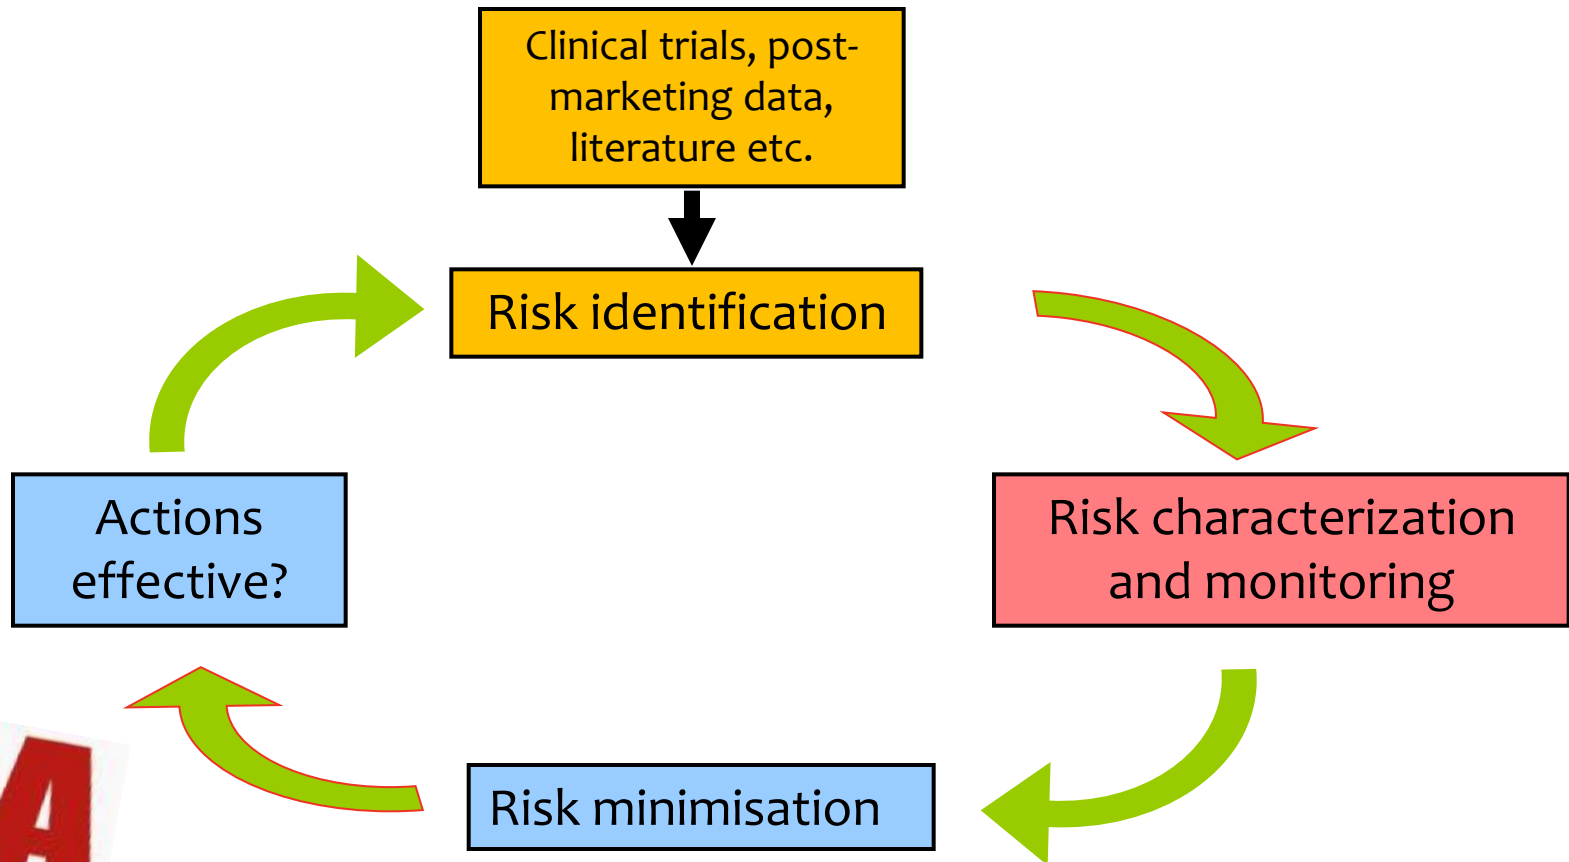 Clinical trials, post-
marketing data,
literature etc.
Risk identification
Actions
effective?
Risk characterization
and monitoring
Risk minimisation
A